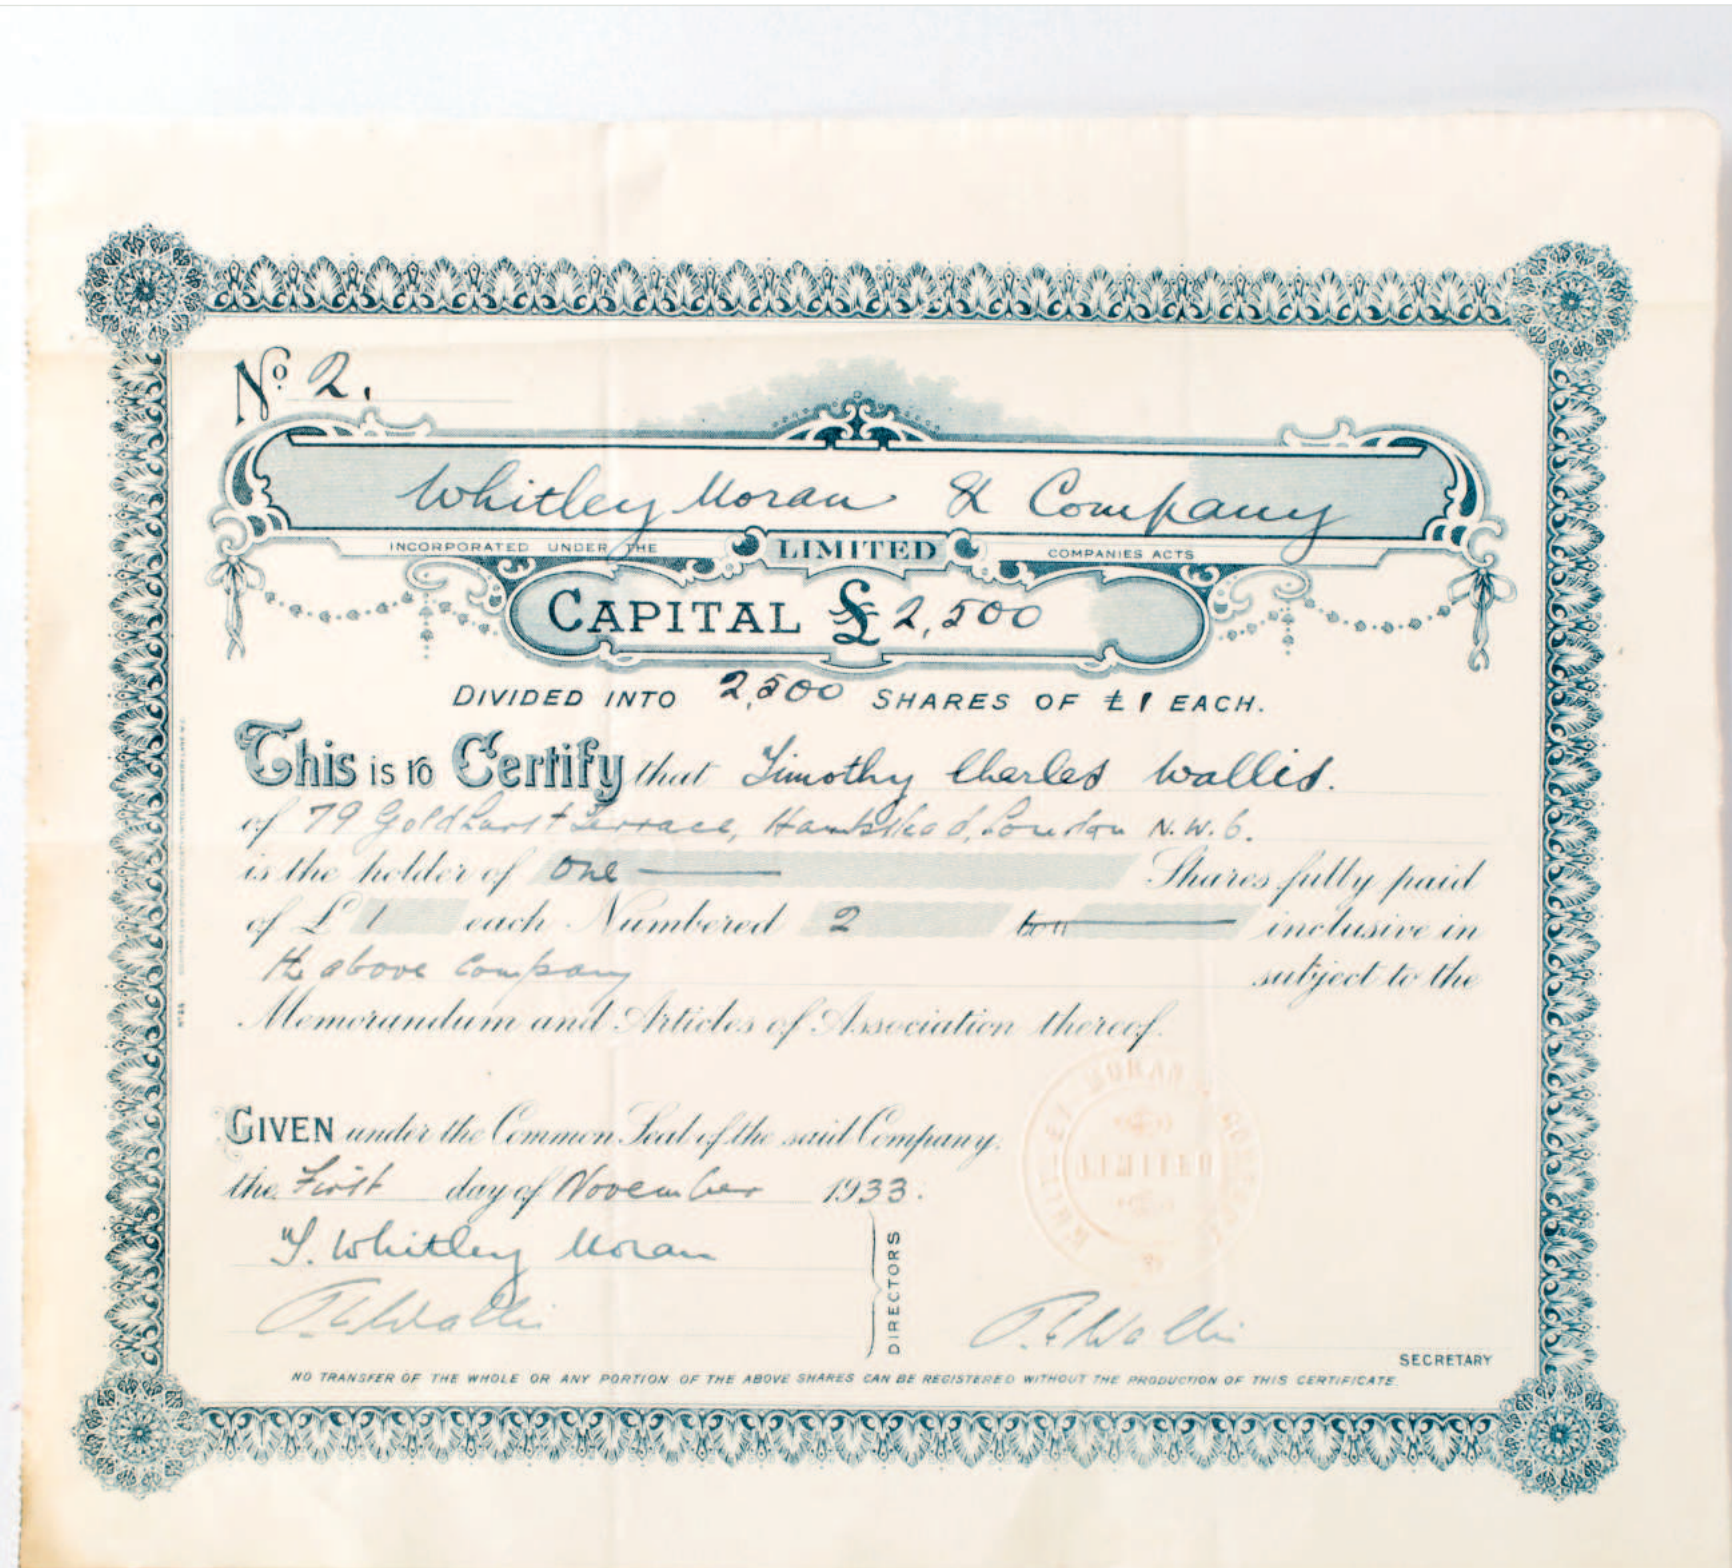 No 2.
Whitley Moran & Company
INCORPORATED UNDER THE LIMITED COMPANIES ACTS
CAPITAL £2,500
DIVIDED INTO 2,500 SHARES OF £1 EACH.
This is to Certify that Timothy Charles Wallis.
of 79 Goldhurst Terrace, Hampstead, London N.W.6.
is the holder of One Shares fully paid
of £1 each Numbered 2 inclusive in
the above Company subject to the
Memorandum and Articles of Association thereof.
GIVEN under the Common Seal of the said Company,
the First day of November 1933.
T. Whitley Moran
T.C. Wallis
DIRECTORS
T.C. Wallis
SECRETARY
NO TRANSFER OF THE WHOLE OR ANY PORTION OF THE ABOVE SHARES CAN BE REGISTERED WITHOUT THE PRODUCTION OF THIS CERTIFICATE.
WHITLEY MORAN & COMPANY
LIMITED